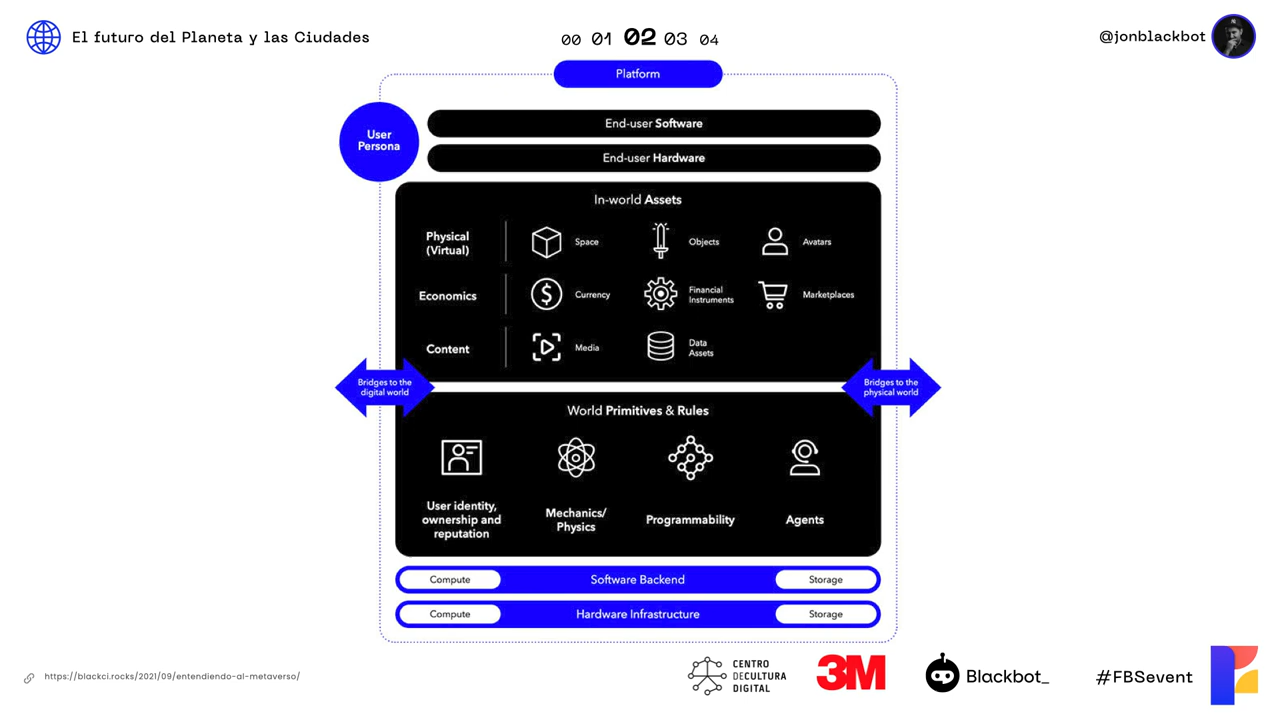 El futuro del Planeta y las Ciudades
00 01 02 03 04
@jonblackbot
Platform
User
Persona
End-user Software
End-user Hardware
In-world Assets
Physical
(Virtual)
Space
Objects
Avatars
Economics
Currency
Financial
Instruments
Marketplaces
Content
Media
Data
Assets
Bridges to the
digital world
Bridges to the
physical world
World Primitives & Rules
User identity,
ownership and
reputation
Mechanics/
Physics
Programmability
Agents
Compute
Software Backend
Storage
Compute
Hardware Infrastructure
Storage
https://blackci.rocks/2021/09/entendiendo-al-metaverso/
CENTRO
DECULTURA
DIGITAL
3M
Blackbot_
#FBSevent